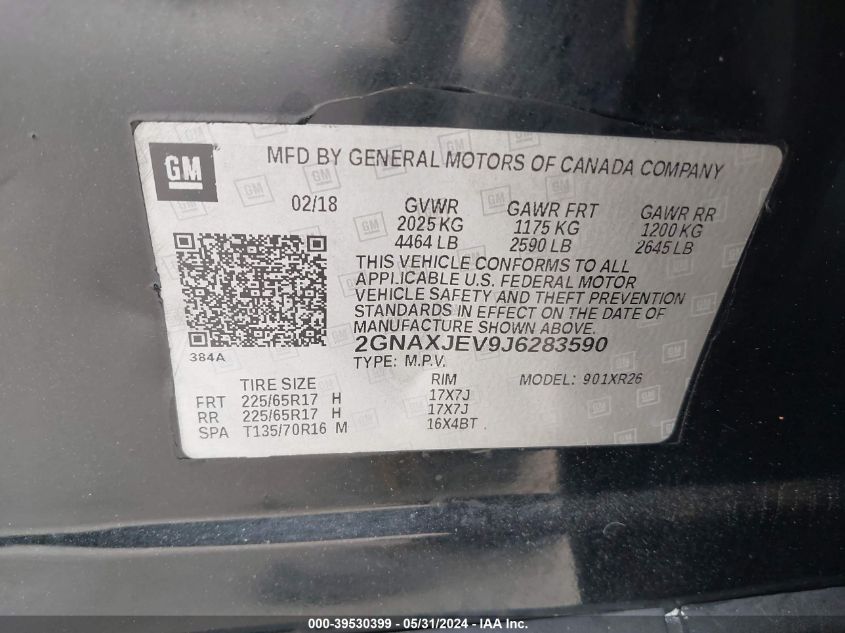 GM
MFD BY GENERAL MOTORS OF CANADA COMPANY
02/18 GVWR GAWR FRT GAWR RR
2025 KG 1175 KG 1200 KG
4464 LB 2590 LB 2645 LB
THIS VEHICLE CONFORMS TO ALL
APPLICABLE U.S. FEDERAL MOTOR
VEHICLE SAFETY AND THEFT PREVENTION
STANDARDS IN EFFECT ON THE DATE OF
MANUFACTURE SHOWN ABOVE.
384A 2GNAXJEV9J6283590
TYPE: M.P.V.
TIRE SIZE RIM MODEL: 901XR26
FRT 225/65R17 H 17X7J
RR 225/65R17 H 17X7J
SPA T135/70R16 M 16X4BT
000-39530399 - 05/31/2024 - IAA Inc.